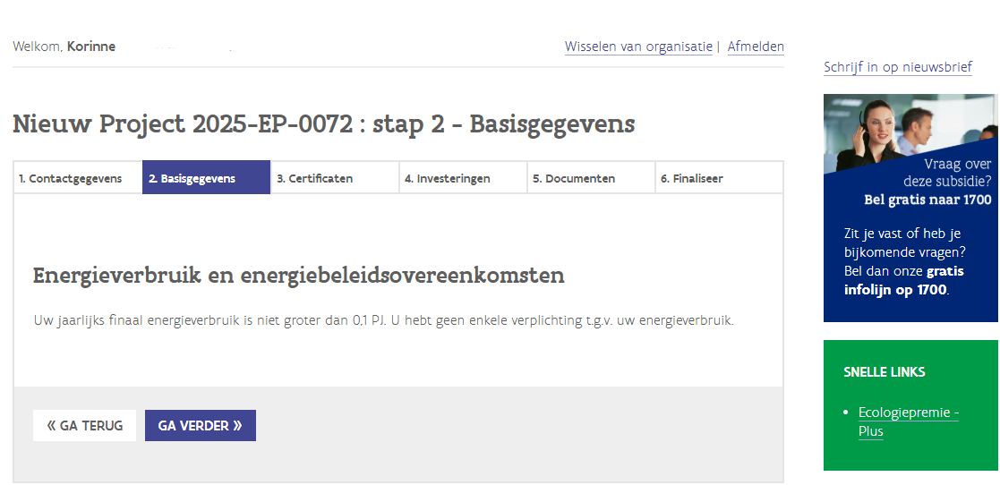 Welkom, Korinne
Wisselen van organisatie | Afmelden
Schrijf in op nieuwsbrief
Nieuw Project 2025-EP-0072 : stap 2 - Basisgegevens
1. Contactgegevens
2. Basisgegevens
3. Certificaten
4. Investeringen
5. Documenten
6. Finaliseer
Energieverbruik en energiebeleidsovereenkomsten
Uw jaarlijks finaal energieverbruik is niet groter dan 0,1 PJ. U hebt geen enkele verplichting t.g.v. uw energieverbruik.
« GA TERUG
GA VERDER »
Vraag over
deze subsidie?
Bel gratis naar 1700
Zit je vast of heb je
bijkomende vragen?
Bel dan onze gratis
infolijn op 1700.
SNELLE LINKS
• Ecologiepremie -
Plus